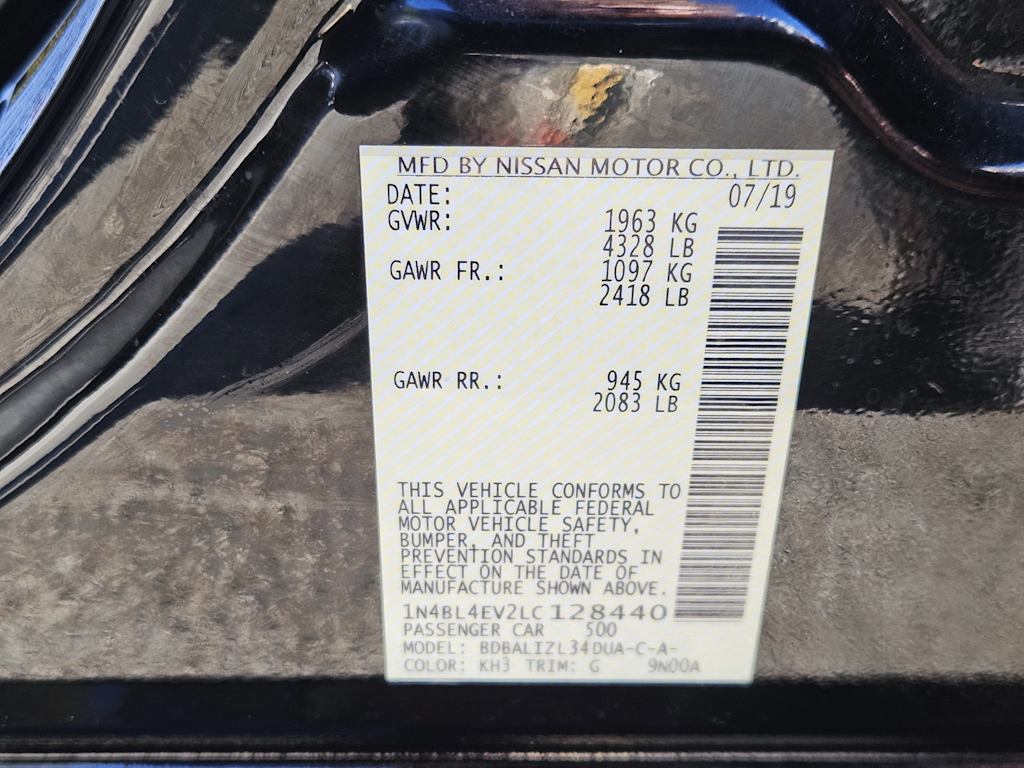 MFD BY NISSAN MOTOR CO., LTD.
DATE: 07/19
GVWR: 1963 KG
4328 LB
GAWR FR.: 1097 KG
2418 LB
GAWR RR.: 945 KG
2083 LB
THIS VEHICLE CONFORMS TO
ALL APPLICABLE FEDERAL
MOTOR VEHICLE SAFETY,
BUMPER, AND THEFT
PREVENTION STANDARDS IN
EFFECT ON THE DATE OF
MANUFACTURE SHOWN ABOVE.
1N4BL4EV2LC128440
PASSENGER CAR 500
MODEL: BDBALIZL34DUA-C-A-
COLOR: KH3 TRIM: G 9N00A